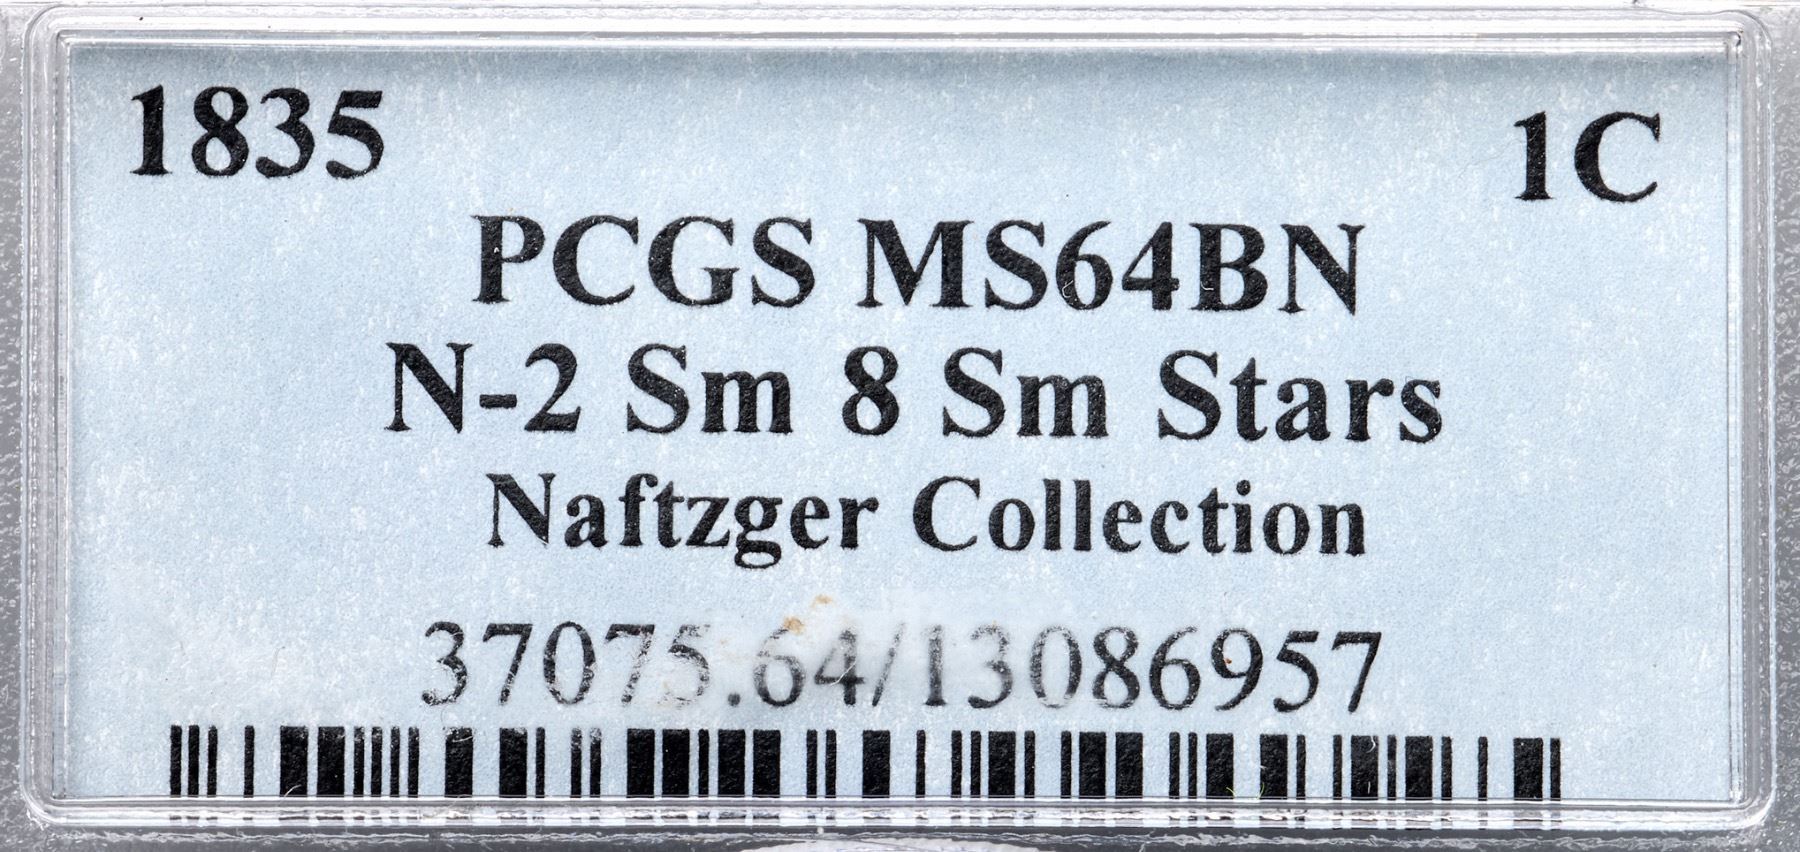 1835 1C
PCGS MS64BN
N-2 Sm 8 Sm Stars
Naftzger Collection
37075.64/13086957